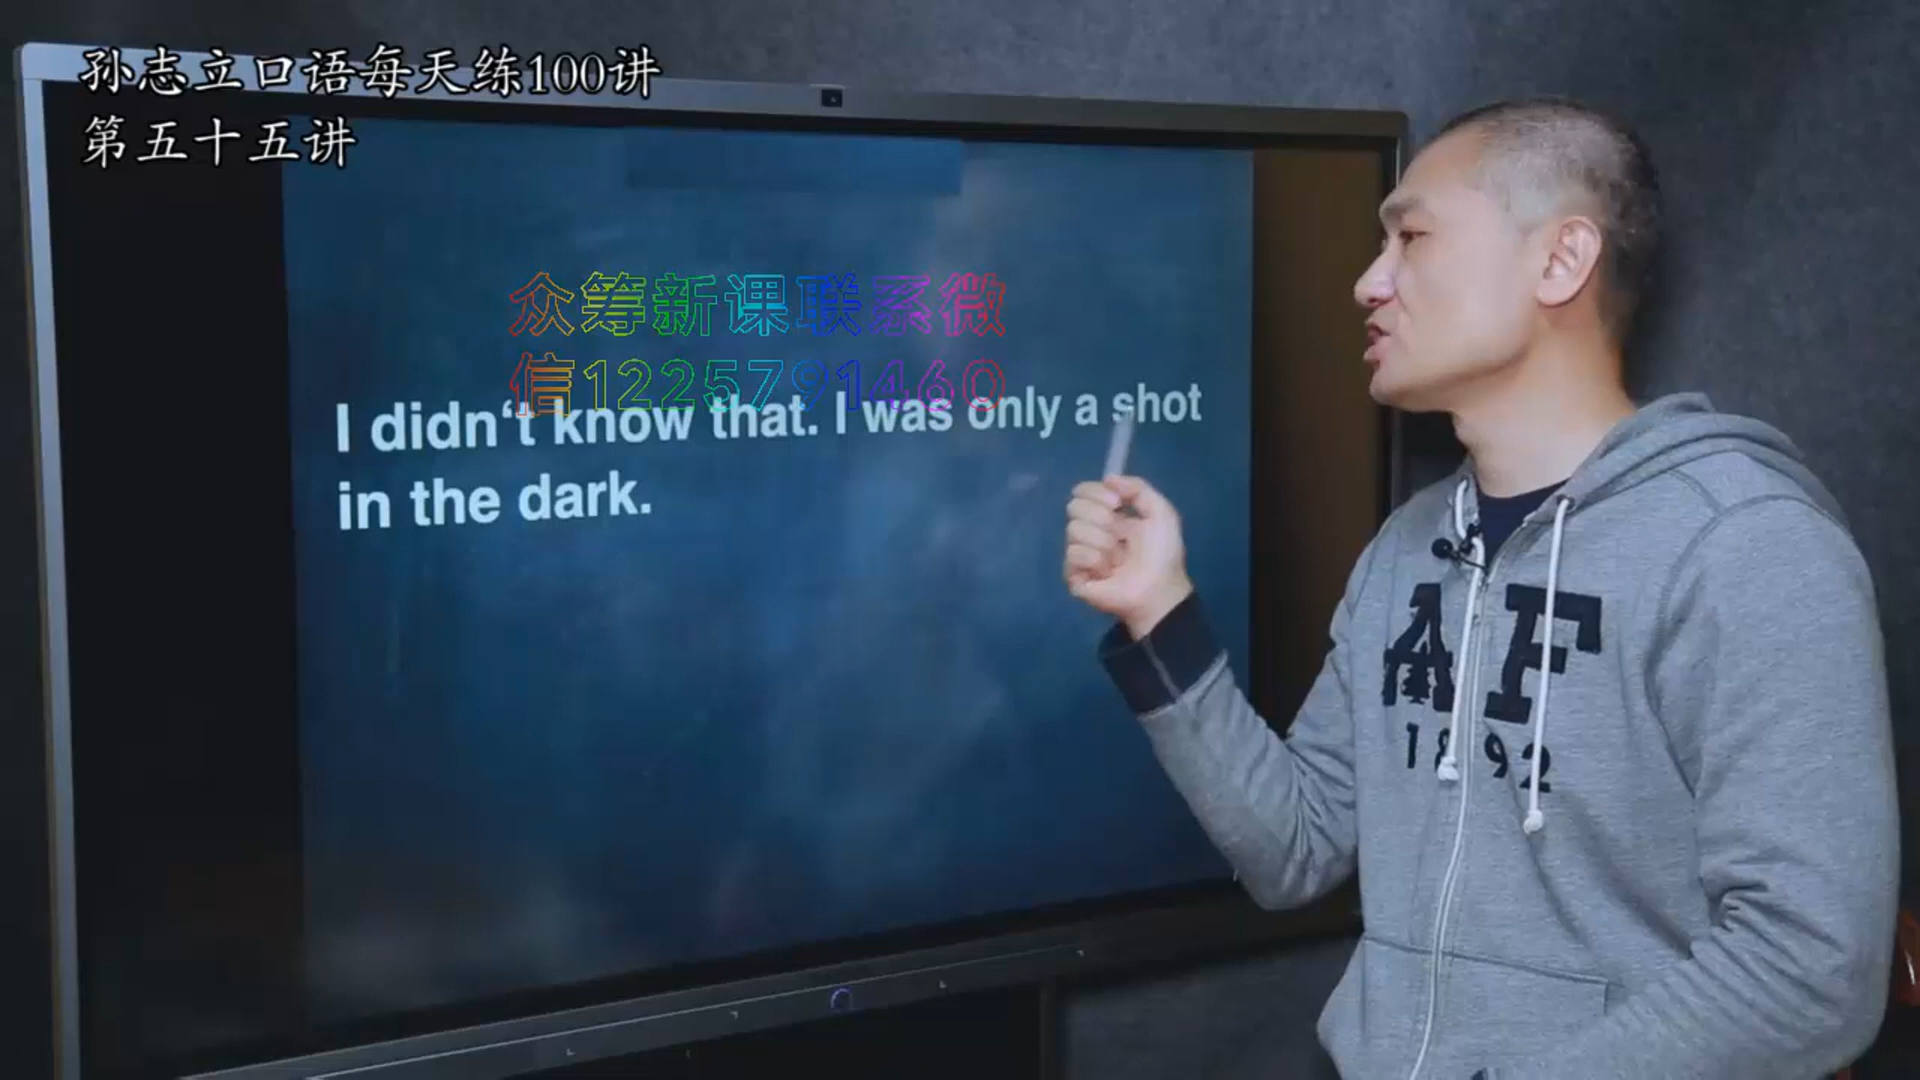 孙志立口语每天练100讲
第五十五讲
众筹新课联系微
信1225791460
I didn‘t know that. I was only a shot
in the dark.
AF
1892